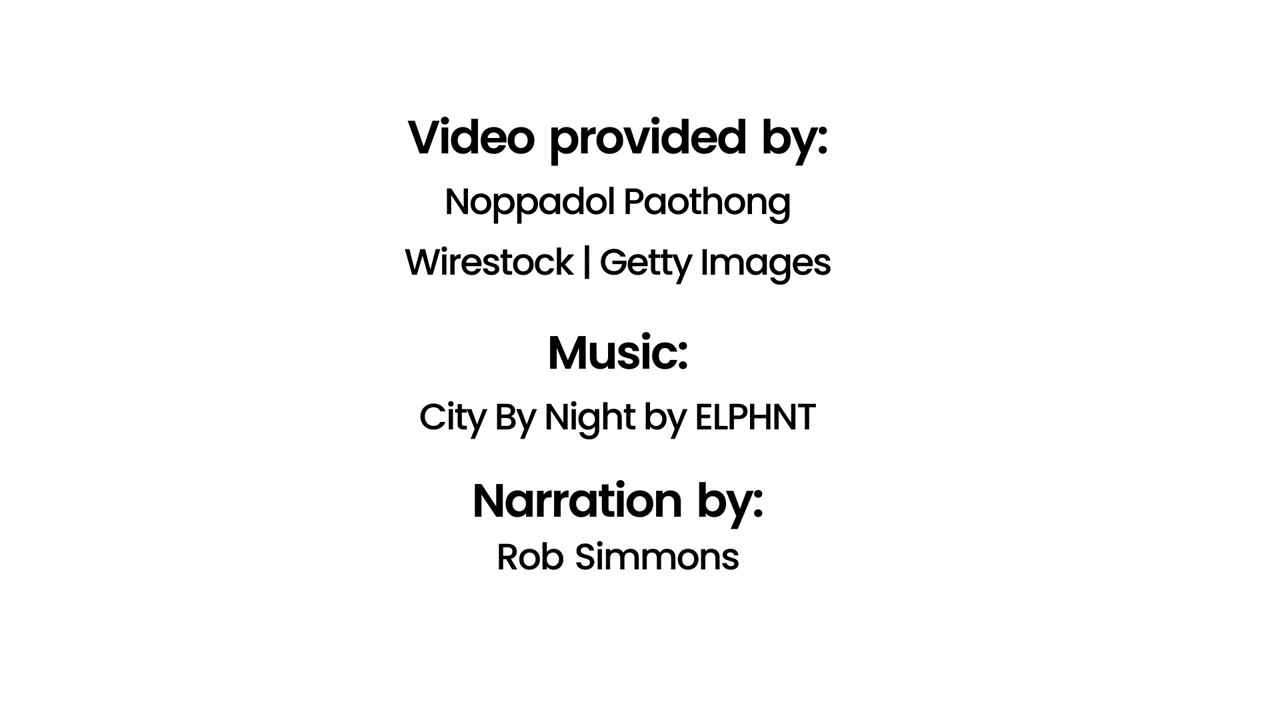 Video provided by:
Noppadol Paothong
Wirestock | Getty Images
Music:
City By Night by ELPHNT
Narration by:
Rob Simmons